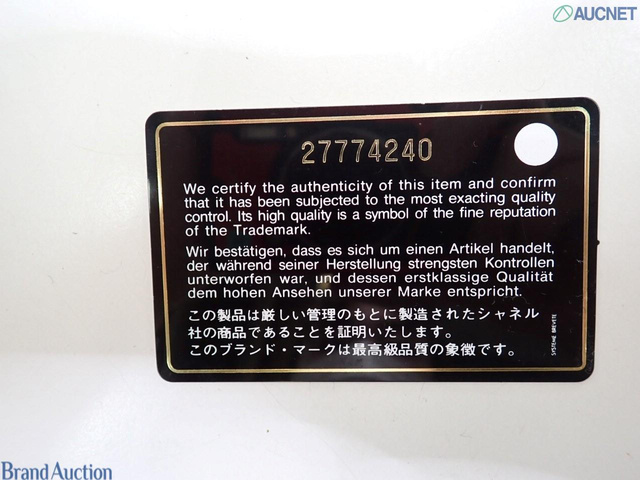 AUCNET
27774240
We certify the authenticity of this item and confirm
that it has been subjected to the most exacting quality
control. Its high quality is a symbol of the fine reputation
of the Trademark.
Wir bestätigen, dass es sich um einen Artikel handelt,
der während seiner Herstellung strengsten Kontrollen
unterworfen war, und dessen erstklassige Qualität
dem hohen Ansehen unserer Marke entspricht.
この製品は厳しい管理のもとに製造されたシャネル
社の商品であることを証明いたします。
このブランド・マークは最高級品質の象徴です。
SYSTEME BREVETE
Brand Auction